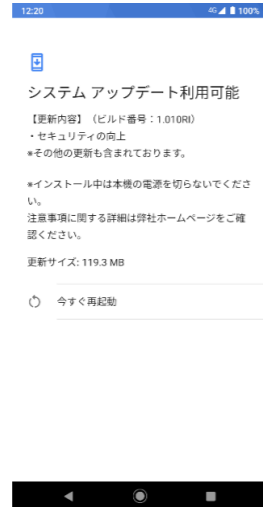 12:20
4G 100%
システム アップデート利用可能
【更新内容】（ビルド番号：1.010RI）
・セキュリティの向上
※その他の更新も含まれております。
※インストール中は本機の電源を切らないでくださ
い。
注意事項に関する詳細は弊社ホームページをご確
認ください。
更新サイズ: 119.3 MB
今すぐ再起動